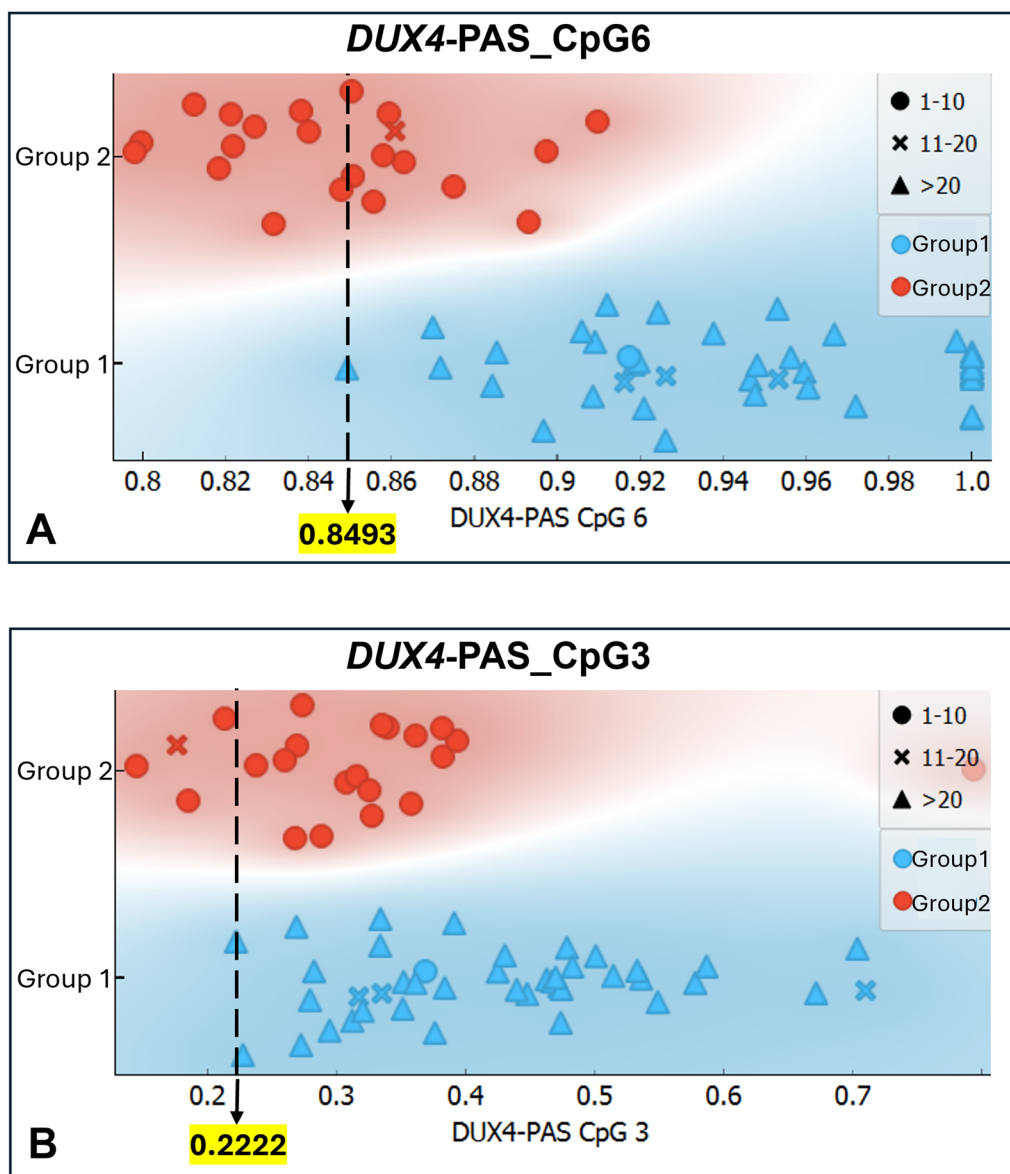 DUX4-PAS_CpG6
1-10
Group 2
11-20
>20
Group1
Group2
Group 1
0.8 0.82 0.84 0.86 0.88 0.9 0.92 0.94 0.96 0.98 1.0
DUX4-PAS CpG 6
0.8493
A
DUX4-PAS_CpG3
1-10
Group 2
11-20
>20
Group1
Group2
Group 1
0.2 0.3 0.4 0.5 0.6 0.7
DUX4-PAS CpG 3
0.2222
B